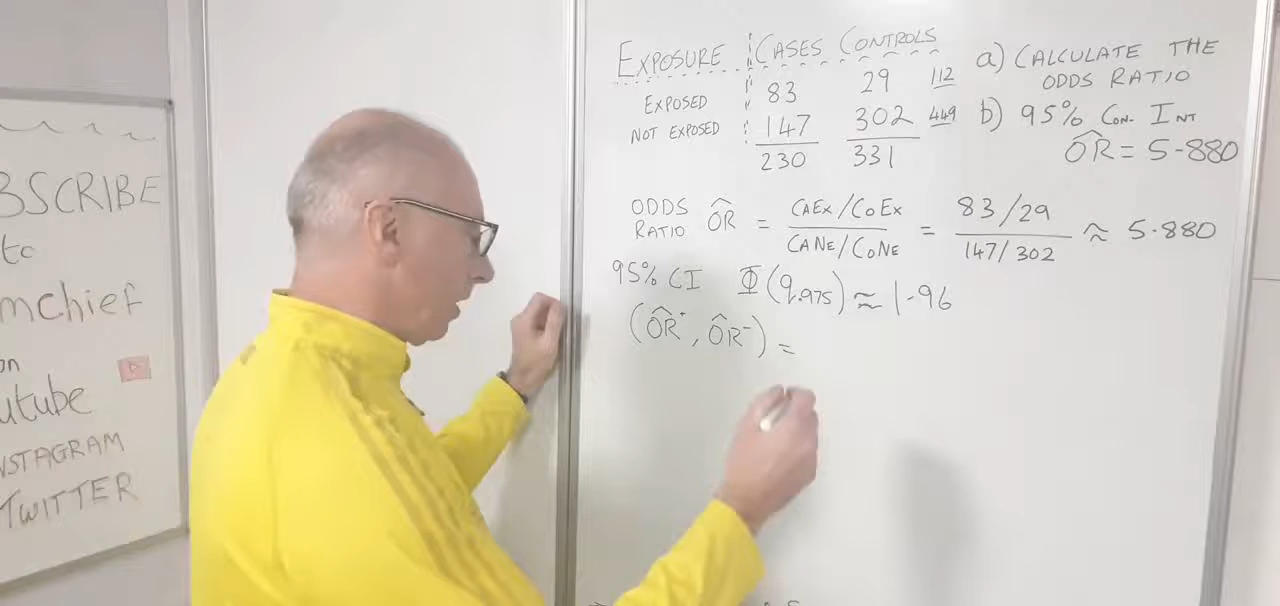 BSCRIBE
to
mchief
on
utube
NSTAGRAM
TWITTER
EXPOSURE CASES CONTROLS
EXPOSED 83 29 112
NOT EXPOSED 147 302 449
230 331
a) CALCULATE THE
ODDS RATIO
b) 95% CON. INT
ÔR = 5.880
ODDS RATIO ÔR = CAEX/COEX / CANE/CONE = 83/29 / 147/302 ≈ 5.880
95% CI Φ(q.975) ≈ 1.96
(ÔR⁻, ÔR⁻) =